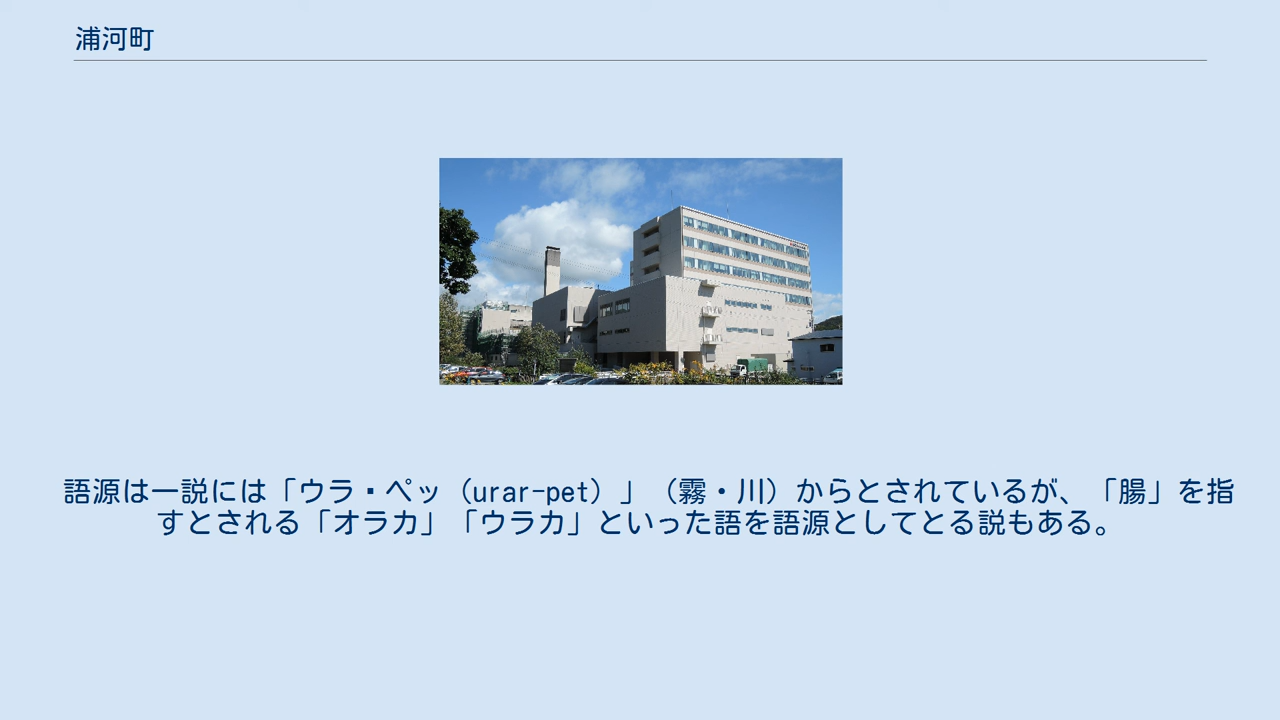 浦河町
語源は一説には「ウラㆍペッ（urar-pet）」（霧・川）からとされているが、「腸」を指
すとされる「オラカ」「ウラカ」といった語を語源としてとる説もある。